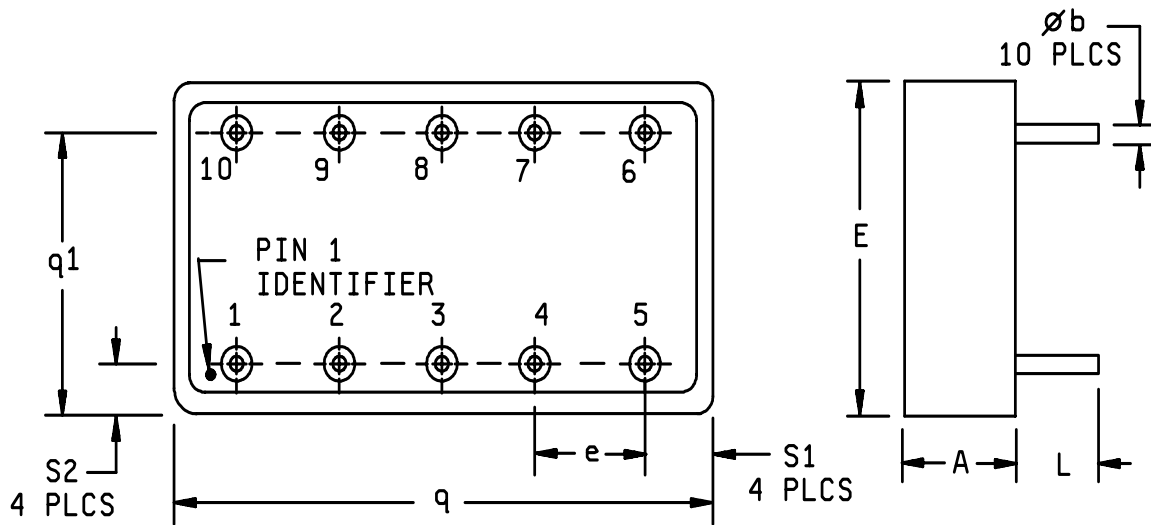 Øb
10 PLCS
10 9 8 7 6
q1
E
PIN 1
IDENTIFIER
1 2 3 4 5
S2
4 PLCS
e
S1
4 PLCS
A
L
q